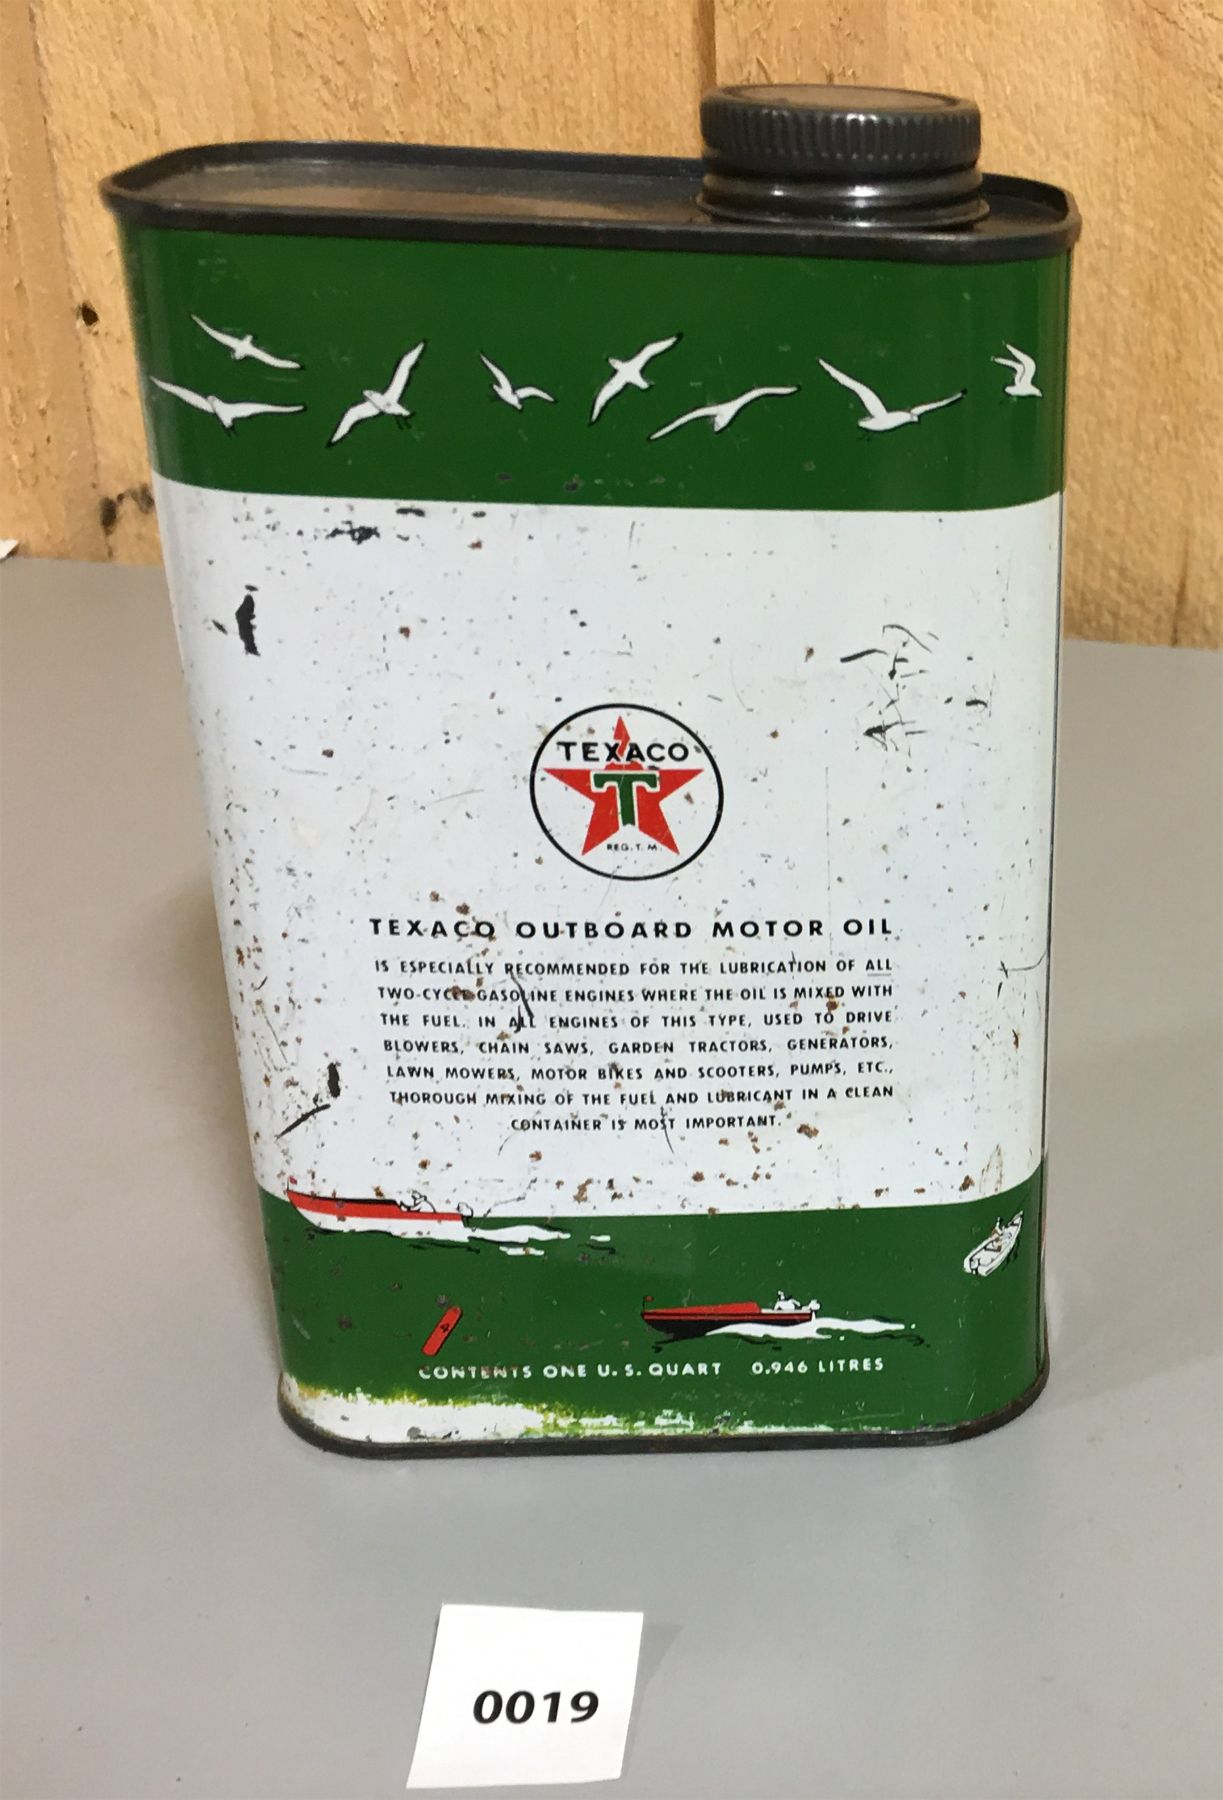 TEXACO
T
REG. T. M.
TEXACO OUTBOARD MOTOR OIL
IS ESPECIALLY RECOMMENDED FOR THE LUBRICATION OF ALL
TWO-CYCLE GASOLINE ENGINES WHERE THE OIL IS MIXED WITH
THE FUEL. IN ALL ENGINES OF THIS TYPE, USED TO DRIVE
BLOWERS, CHAIN SAWS, GARDEN TRACTORS, GENERATORS,
LAWN MOWERS, MOTOR BIKES AND SCOOTERS, PUMPS, ETC.,
THOROUGH MIXING OF THE FUEL AND LUBRICANT IN A CLEAN
CONTAINER IS MOST IMPORTANT.
4
CONTENTS ONE U. S. QUART 0.946 LITRES
0019